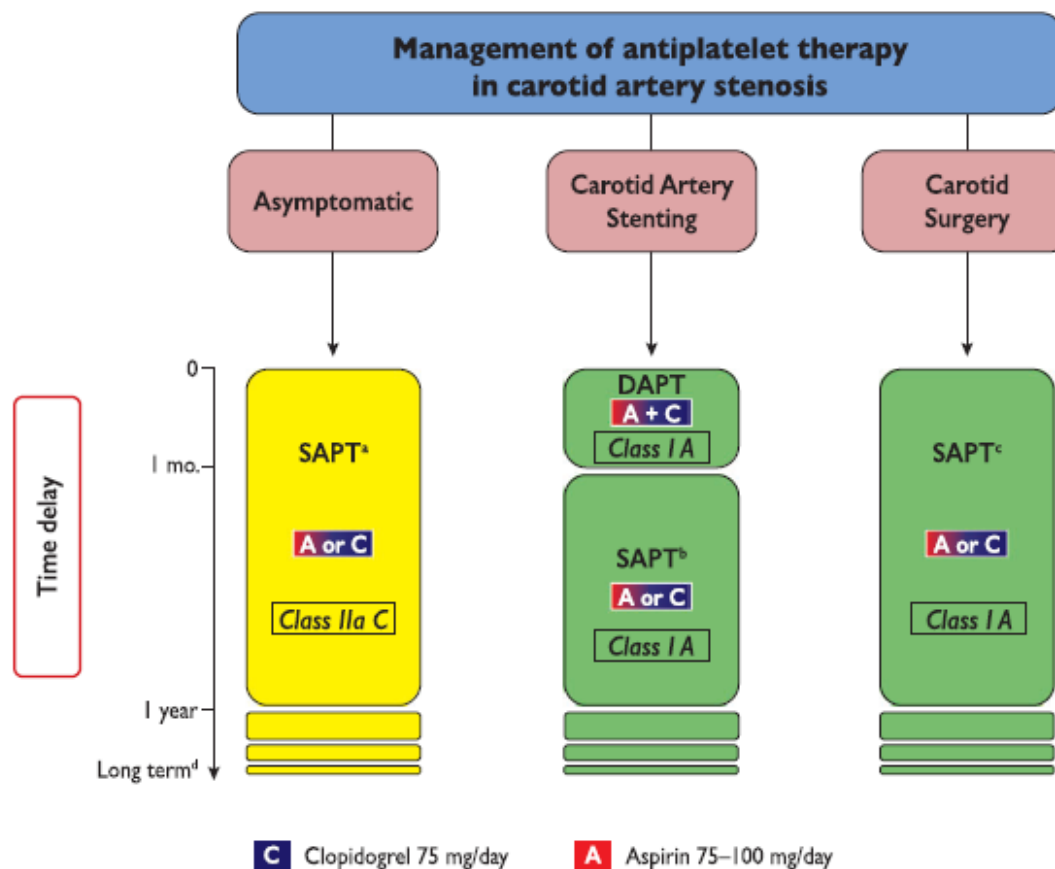 Management of antiplatelet therapy
in carotid artery stenosis
Asymptomatic
Carotid Artery
Stenting
Carotid
Surgery
Time delay
0
1 mo.
1 year
Long termᵈ
SAPTᵃ
A or C
Class IIa C
DAPT
A + C
Class I A
SAPTᵇ
A or C
Class I A
SAPTᶜ
A or C
Class I A
C Clopidogrel 75 mg/day
A Aspirin 75–100 mg/day